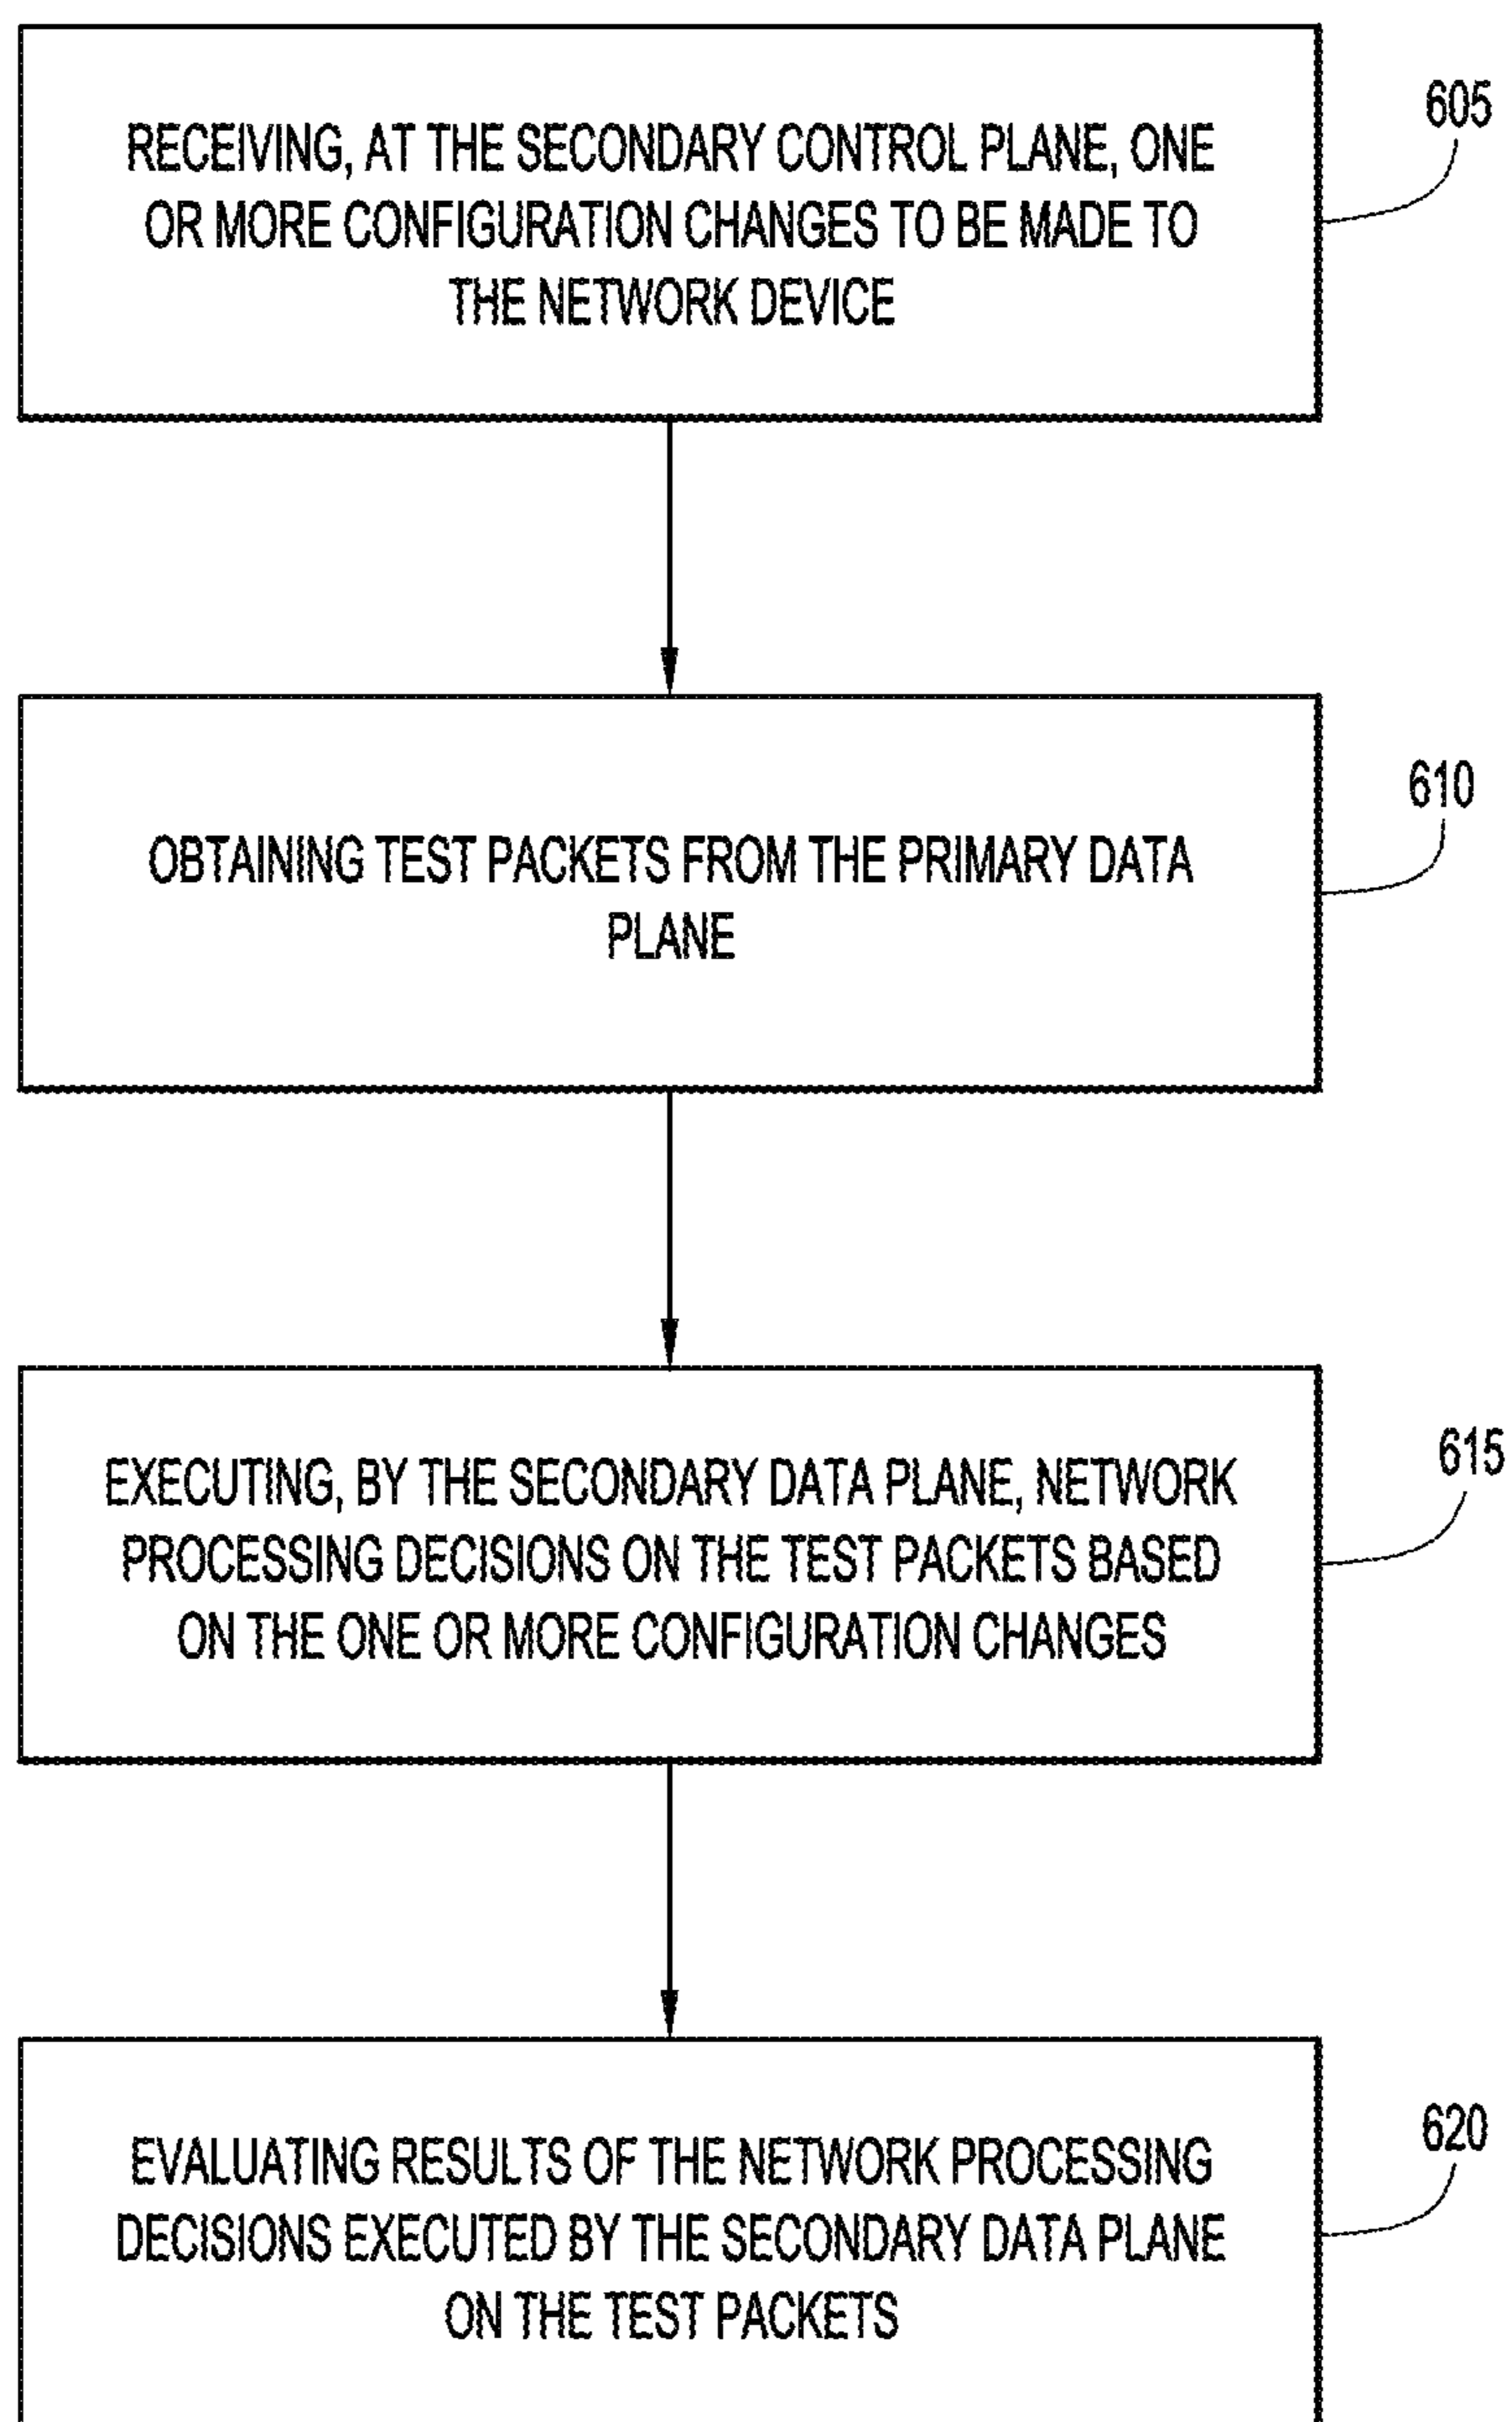 605
RECEIVING, AT THE SECONDARY CONTROL PLANE, ONE
OR MORE CONFIGURATION CHANGES TO BE MADE TO
THE NETWORK DEVICE
610
OBTAINING TEST PACKETS FROM THE PRIMARY DATA
PLANE
615
EXECUTING, BY THE SECONDARY DATA PLANE, NETWORK
PROCESSING DECISIONS ON THE TEST PACKETS BASED
ON THE ONE OR MORE CONFIGURATION CHANGES
620
EVALUATING RESULTS OF THE NETWORK PROCESSING
DECISIONS EXECUTED BY THE SECONDARY DATA PLANE
ON THE TEST PACKETS